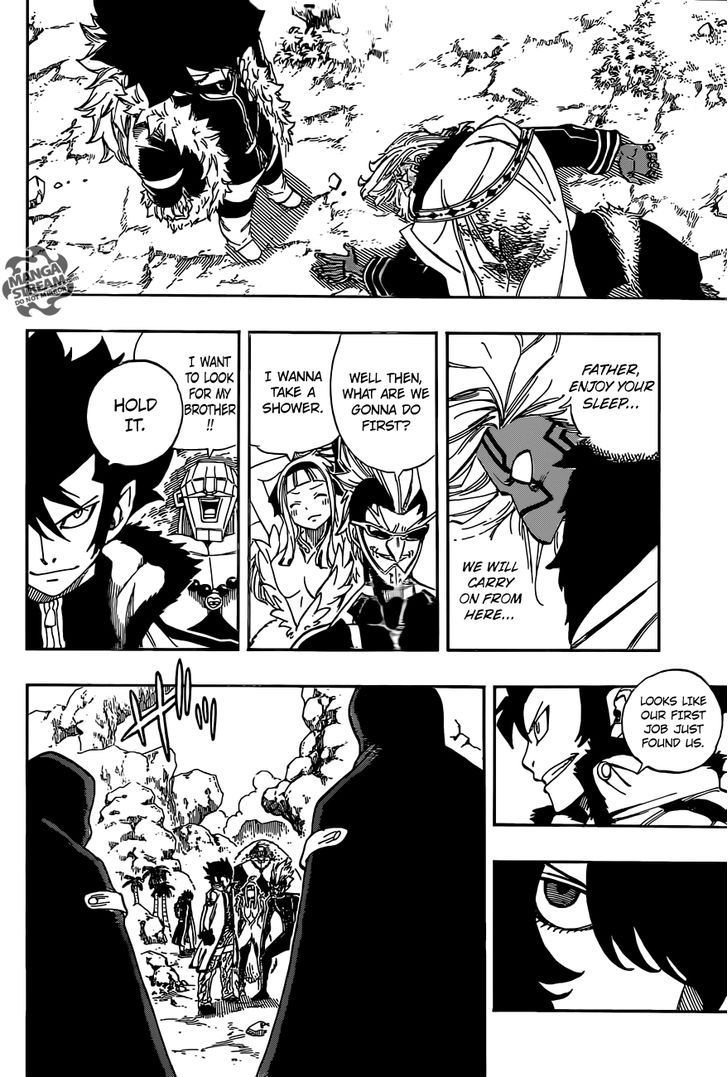 MANGA
STREAM
DO NOT MIRROR
FATHER,
ENJOY YOUR
SLEEP...
WE WILL
CARRY
ON FROM
HERE...
WELL THEN,
WHAT ARE WE
GONNA DO
FIRST?
I WANNA
TAKE A
SHOWER.
I WANT
TO LOOK
FOR MY
BROTHER
!!
HOLD
IT.
LOOKS LIKE
OUR FIRST
JOB JUST
FOUND US.